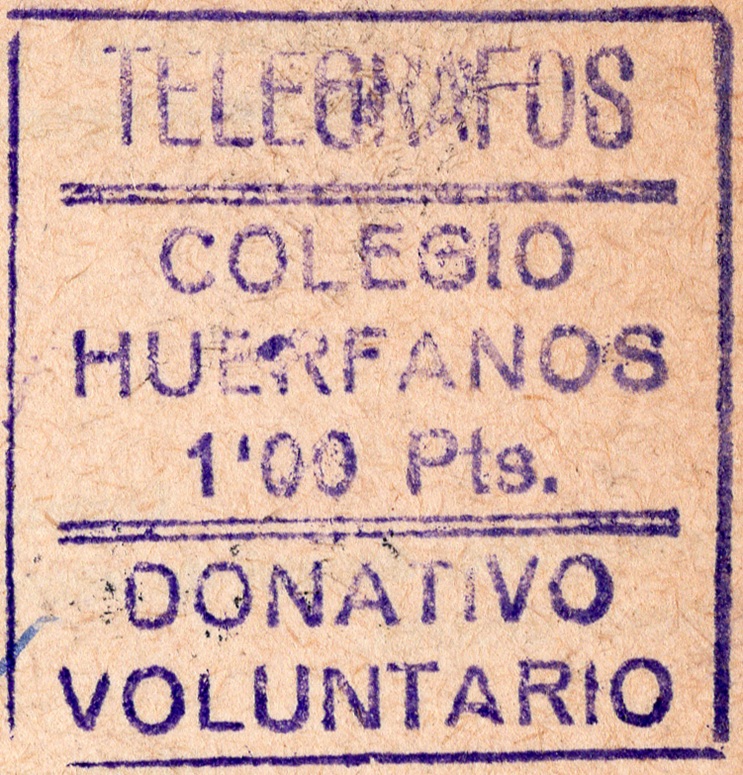 TELEGRAFOS
COLEGIO
HUERFANOS
1'00 Pts.
DONATIVO
VOLUNTARIO